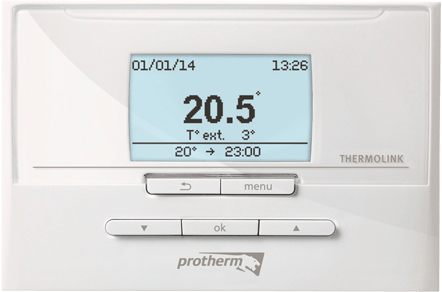 01/01/14 13:26
20.5°
T° ext. 3°
20° → 23:00
THERMOLINK
menu
ok
protherm